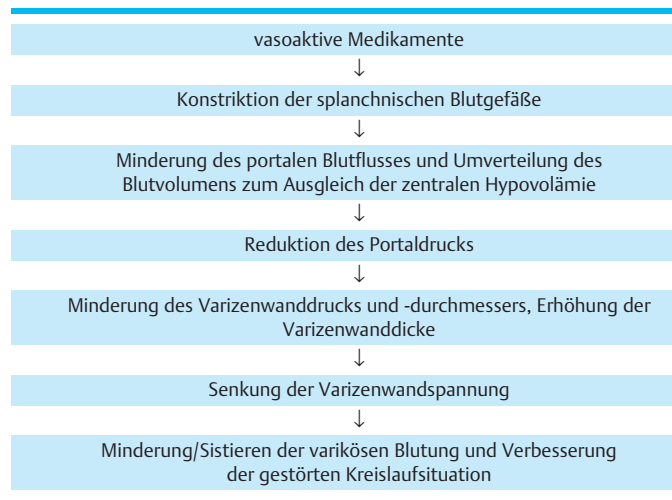 vasoaktive Medikamente
↓
Konstriktion der splanchnischen Blutgefäße
↓
Minderung des portalen Blutflusses und Umverteilung des
Blutvolumens zum Ausgleich der zentralen Hypovolämie
↓
Reduktion des Portaldrucks
↓
Minderung des Varizenwanddrucks und -durchmessers, Erhöhung der
Varizenwanddicke
↓
Senkung der Varizenwandspannung
↓
Minderung/Sistieren der varikösen Blutung und Verbesserung
der gestörten Kreislaufsituation